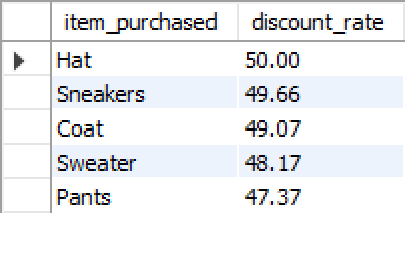 item_purchased discount_rate
Hat 50.00
Sneakers 49.66
Coat 49.07
Sweater 48.17
Pants 47.37